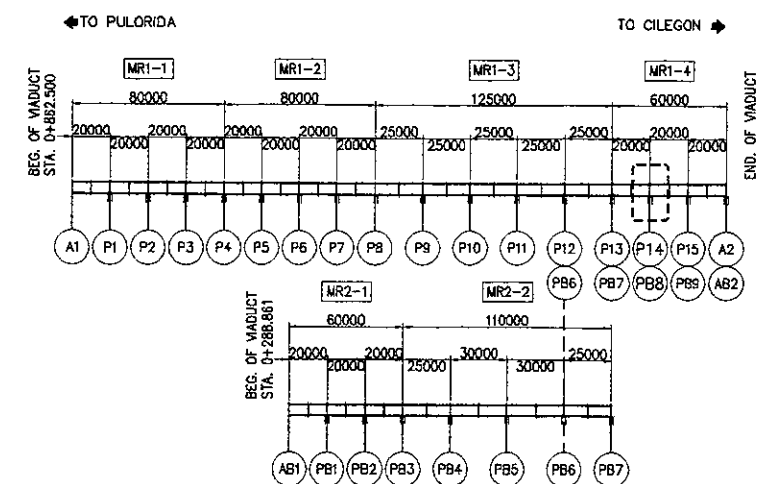 TO PULORIDA
TO CILEGON
MR1-1 MR1-2 MR1-3 MR1-4
80000 80000 125000 60000
BEG. OF VIADUCT
STA. 0+862.500
END. OF VIADUCT
20000 20000 20000 20000 25000 25000 25000 20000
20000 20000 20000 20000 25000 25000 20000 20000
A1 P1 P2 P3 P4 P5 P6 P7 P8 P9 P10 P11 P12 P13 P14 P15 A2
PB6 PB7 PB8 PB9 AB2
MR2-1 MR2-2
60000 110000
BEG. OF VIADUCT
STA. 0+288.861
20000 20000 30000 25000
20000 25000 30000
AB1 PB1 PB2 PB3 PB4 PB5 PB6 PB7